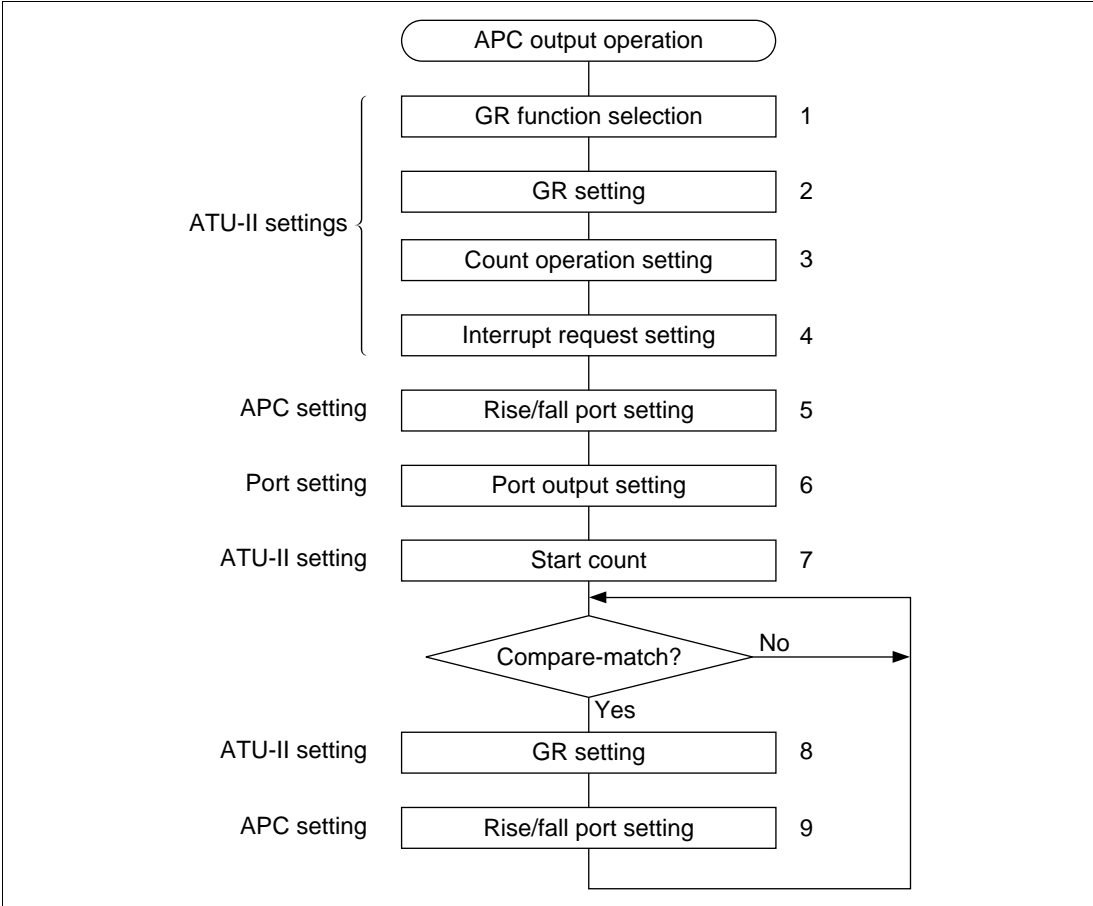 APC output operation
GR function selection 1
GR setting 2
ATU-II settings
Count operation setting 3
Interrupt request setting 4
APC setting Rise/fall port setting 5
Port setting Port output setting 6
ATU-II setting Start count 7
No
Compare-match?
Yes
ATU-II setting GR setting 8
APC setting Rise/fall port setting 9